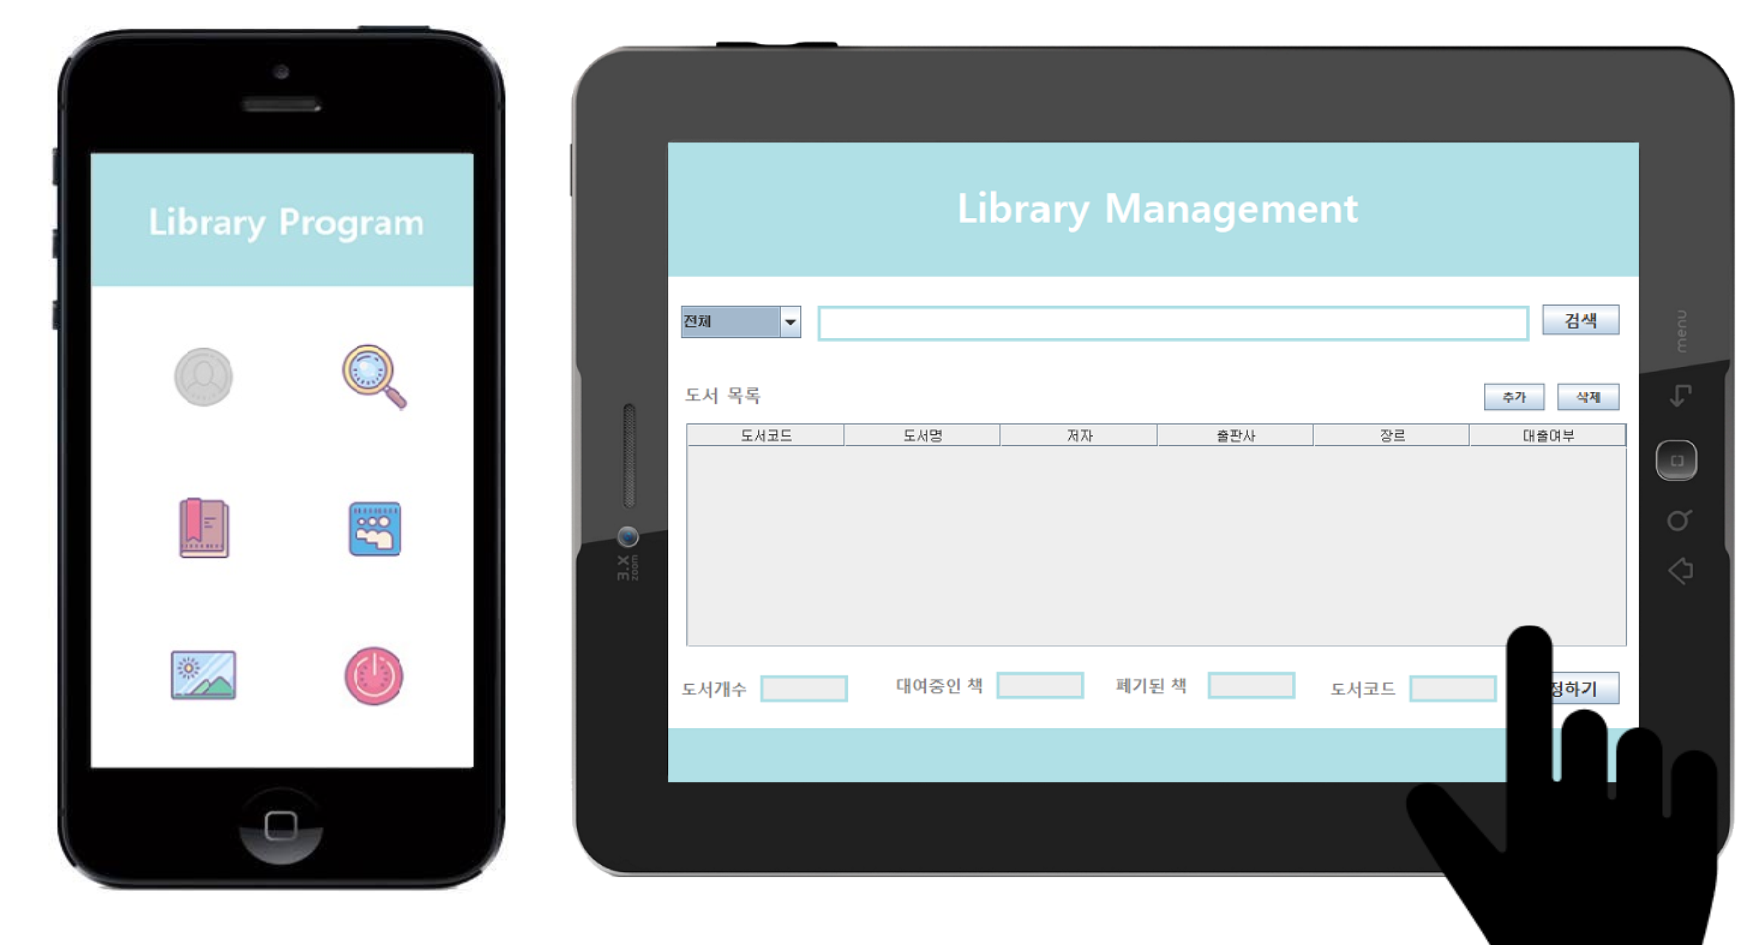 Library Program
Library Management
전체
검색
도서 목록
추가 삭제
도서코드 도서명 저자 출판사 장르 대출여부
도서개수 대여중인 책 폐기된 책 도서코드 정하기
menu
3.X
zoom